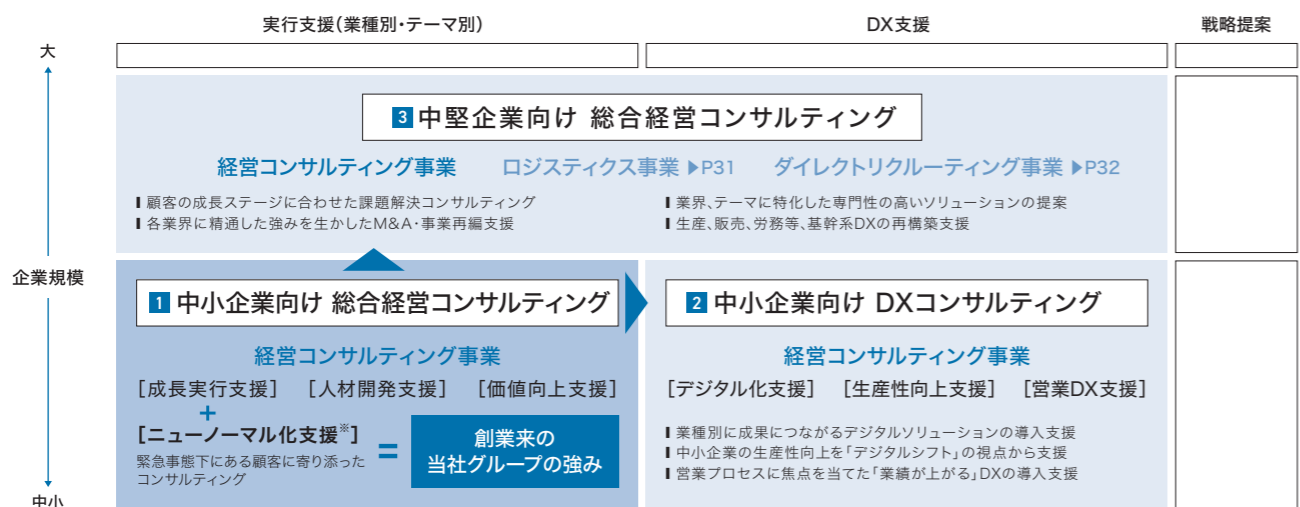 実行支援(業種別・テーマ別)
DX支援
戦略提案
大
企業規模
中小
3 中堅企業向け 総合経営コンサルティング
経営コンサルティング事業
ロジスティクス事業 ▶P31
ダイレクトリクルーティング事業 ▶P32
顧客の成長ステージに合わせた課題解決コンサルティング
各業界に精通した強みを生かしたM&A・事業再編支援
業界、テーマに特化した専門性の高いソリューションの提案
生産、販売、労務等、基幹系DXの再構築支援
1 中小企業向け 総合経営コンサルティング
経営コンサルティング事業
[成長実行支援] [人材開発支援] [価値向上支援]
+
[ニューノーマル化支援※]
緊急事態下にある顧客に寄り添った
コンサルティング
=
創業来の
当社グループの強み
2 中小企業向け DXコンサルティング
経営コンサルティング事業
[デジタル化支援] [生産性向上支援] [営業DX支援]
業種別に成果につながるデジタルソリューションの導入支援
中小企業の生産性向上を「デジタルシフト」の視点から支援
営業プロセスに焦点を当てた「業績が上がる」DXの導入支援